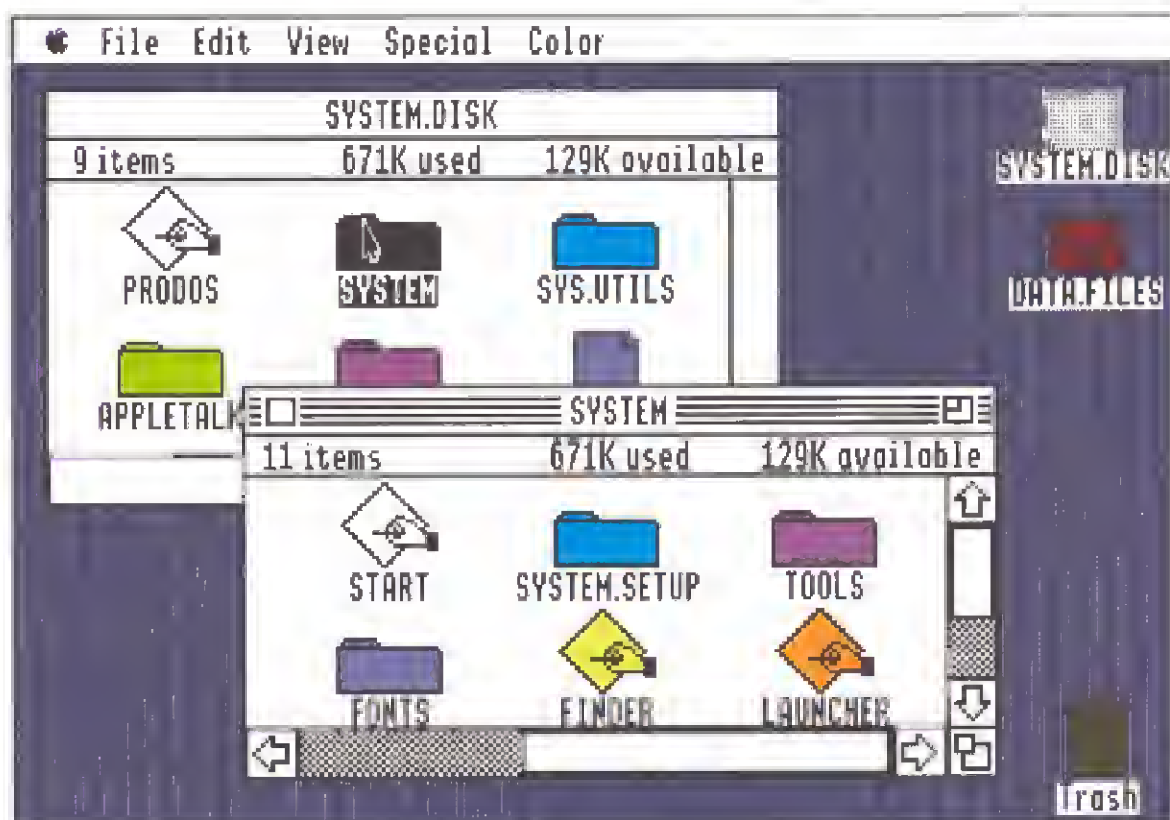 File Edit View Special Color
SYSTEM.DISK
9 items 671K used 129K available
PRODOS SYSTEM SYS.UTILS
APPLETALK
SYSTEM
11 items 671K used 129K available
START SYSTEM.SETUP TOOLS
FONTS FINDER LAUNCHER
SYSTEM.DISK
DATA.FILES
Trash